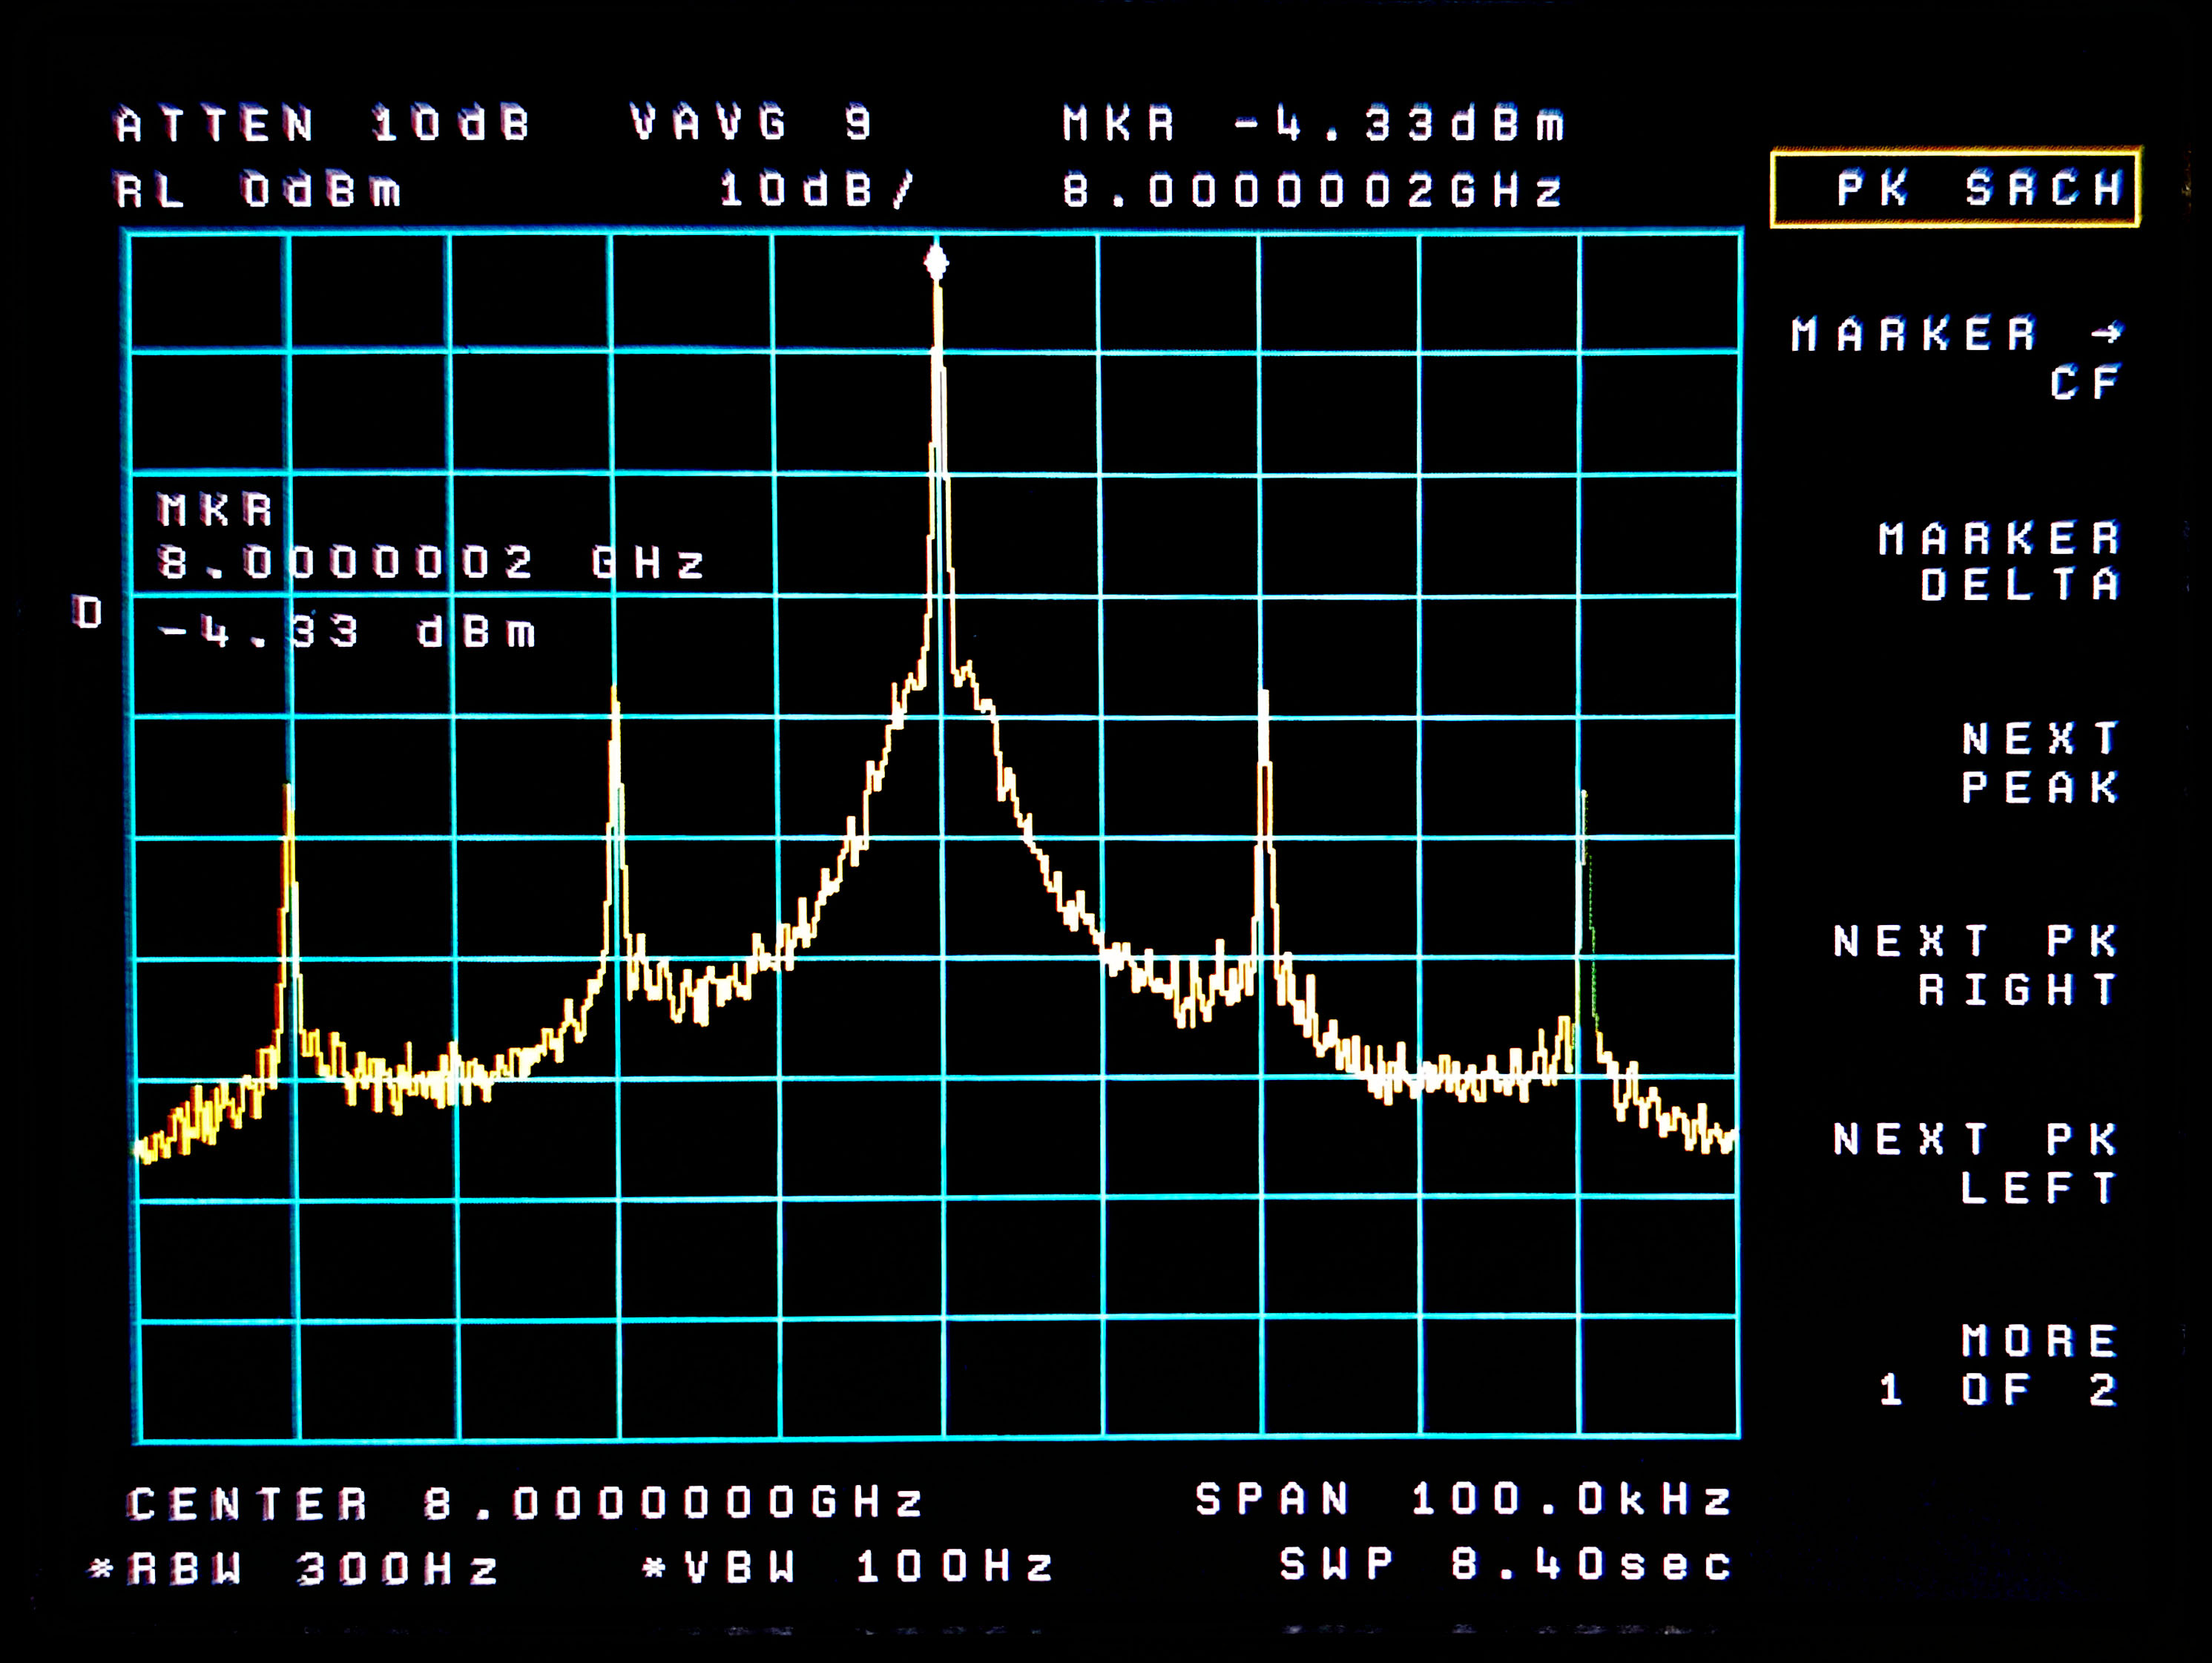 ATTEN 10dB VAVG 9 MKR -4.33dBm
RL 0dBm 10dB/ 8.0000002GHz
PK SRCH
MARKER →
CF
MKR
8.0000002 GHz
-4.33 dBm
D
MARKER
DELTA
NEXT
PEAK
NEXT PK
RIGHT
NEXT PK
LEFT
MORE
1 OF 2
CENTER 8.0000000GHz SPAN 100.0kHz
*RBW 300Hz *VBW 100Hz SWP 8.40sec